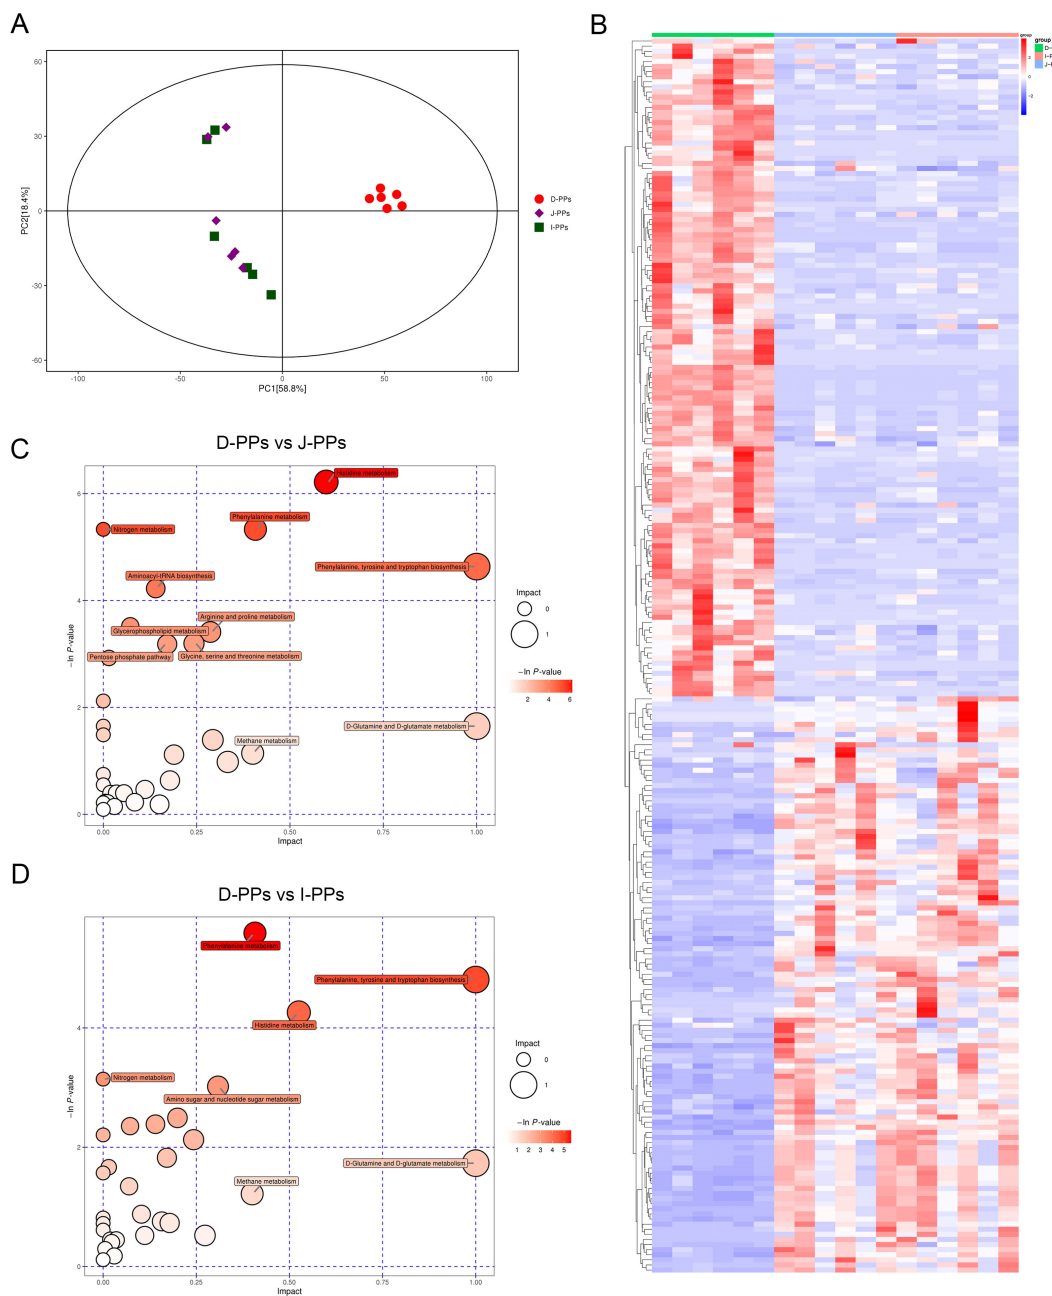 A
60
30
0
-30
-60
PC2[18.4%]
-100
-50
0
50
100
PC1[58.8%]
D-PPs
J-PPs
I-PPs
B
group
2
0
-2
group
D-
I-P
J-P
C
D-PPs vs J-PPs
Histidine metabolism
Phenylalanine metabolism
Nitrogen metabolism
Phenylalanine, tyrosine and tryptophan biosynthesis
Aminoacyl-tRNA biosynthesis
Arginine and proline metabolism
Glycerophospholipid metabolism
Pentose phosphate pathway
Glycine, serine and threonine metabolism
D-Glutamine and D-glutamate metabolism
Methane metabolism
6
4
2
0
−ln P-value
0.00
0.25
0.50
0.75
1.00
Impact
Impact
0
1
−ln P-value
2 4 6
D
D-PPs vs I-PPs
Phenylalanine metabolism
Phenylalanine, tyrosine and tryptophan biosynthesis
Histidine metabolism
Nitrogen metabolism
Amino sugar and nucleotide sugar metabolism
D-Glutamine and D-glutamate metabolism
Methane metabolism
4
2
0
−ln P-value
0.00
0.25
0.50
0.75
1.00
Impact
Impact
0
1
−ln P-value
1 2 3 4 5